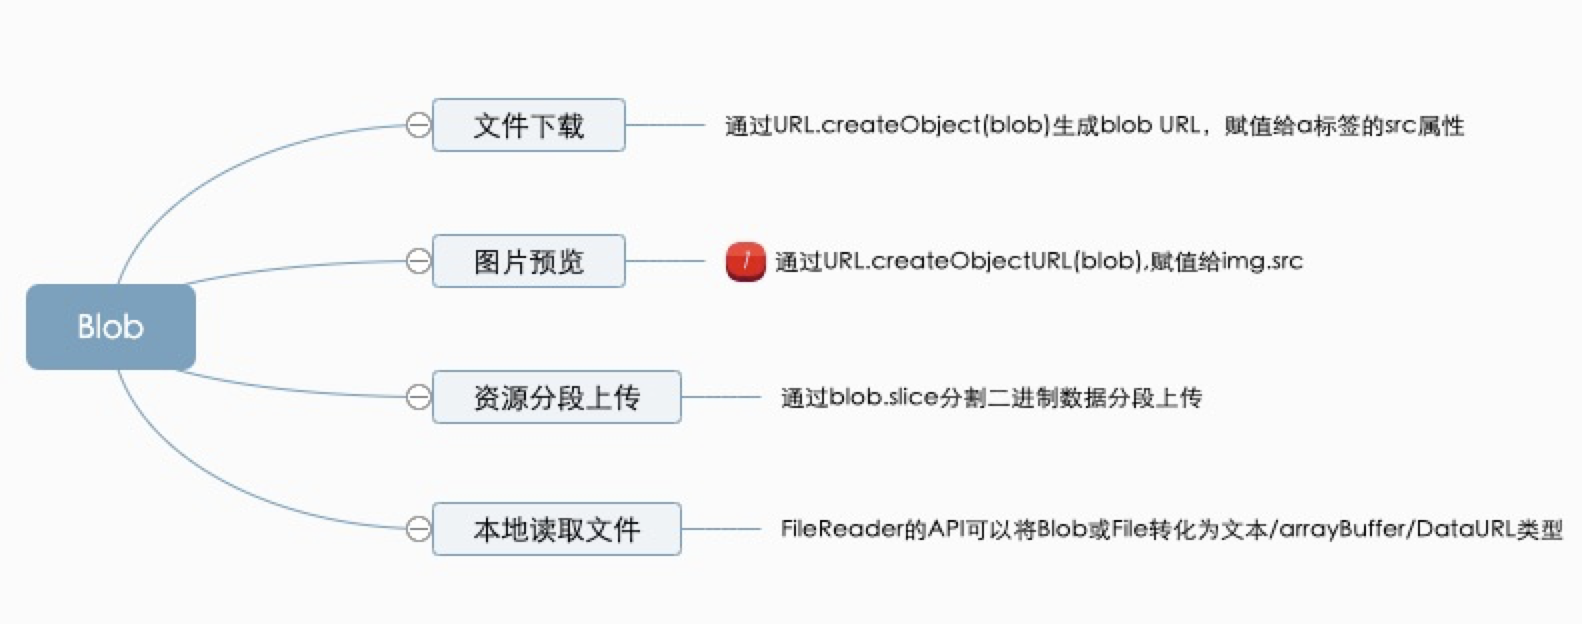 文件下载
通过URL.createObject(blob)生成blob URL，赋值给a标签的src属性
图片预览
1 通过URL.createObjectURL(blob),赋值给img.src
Blob
资源分段上传
通过blob.slice分割二进制数据分段上传
本地读取文件
FileReader的API可以将Blob或File转化为文本/arrayBuffer/DataURL类型